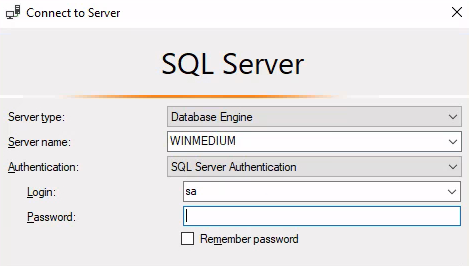 Connect to Server
SQL Server
Server type: Database Engine
Server name: WINMEDIUM
Authentication: SQL Server Authentication
Login: sa
Password:
Remember password